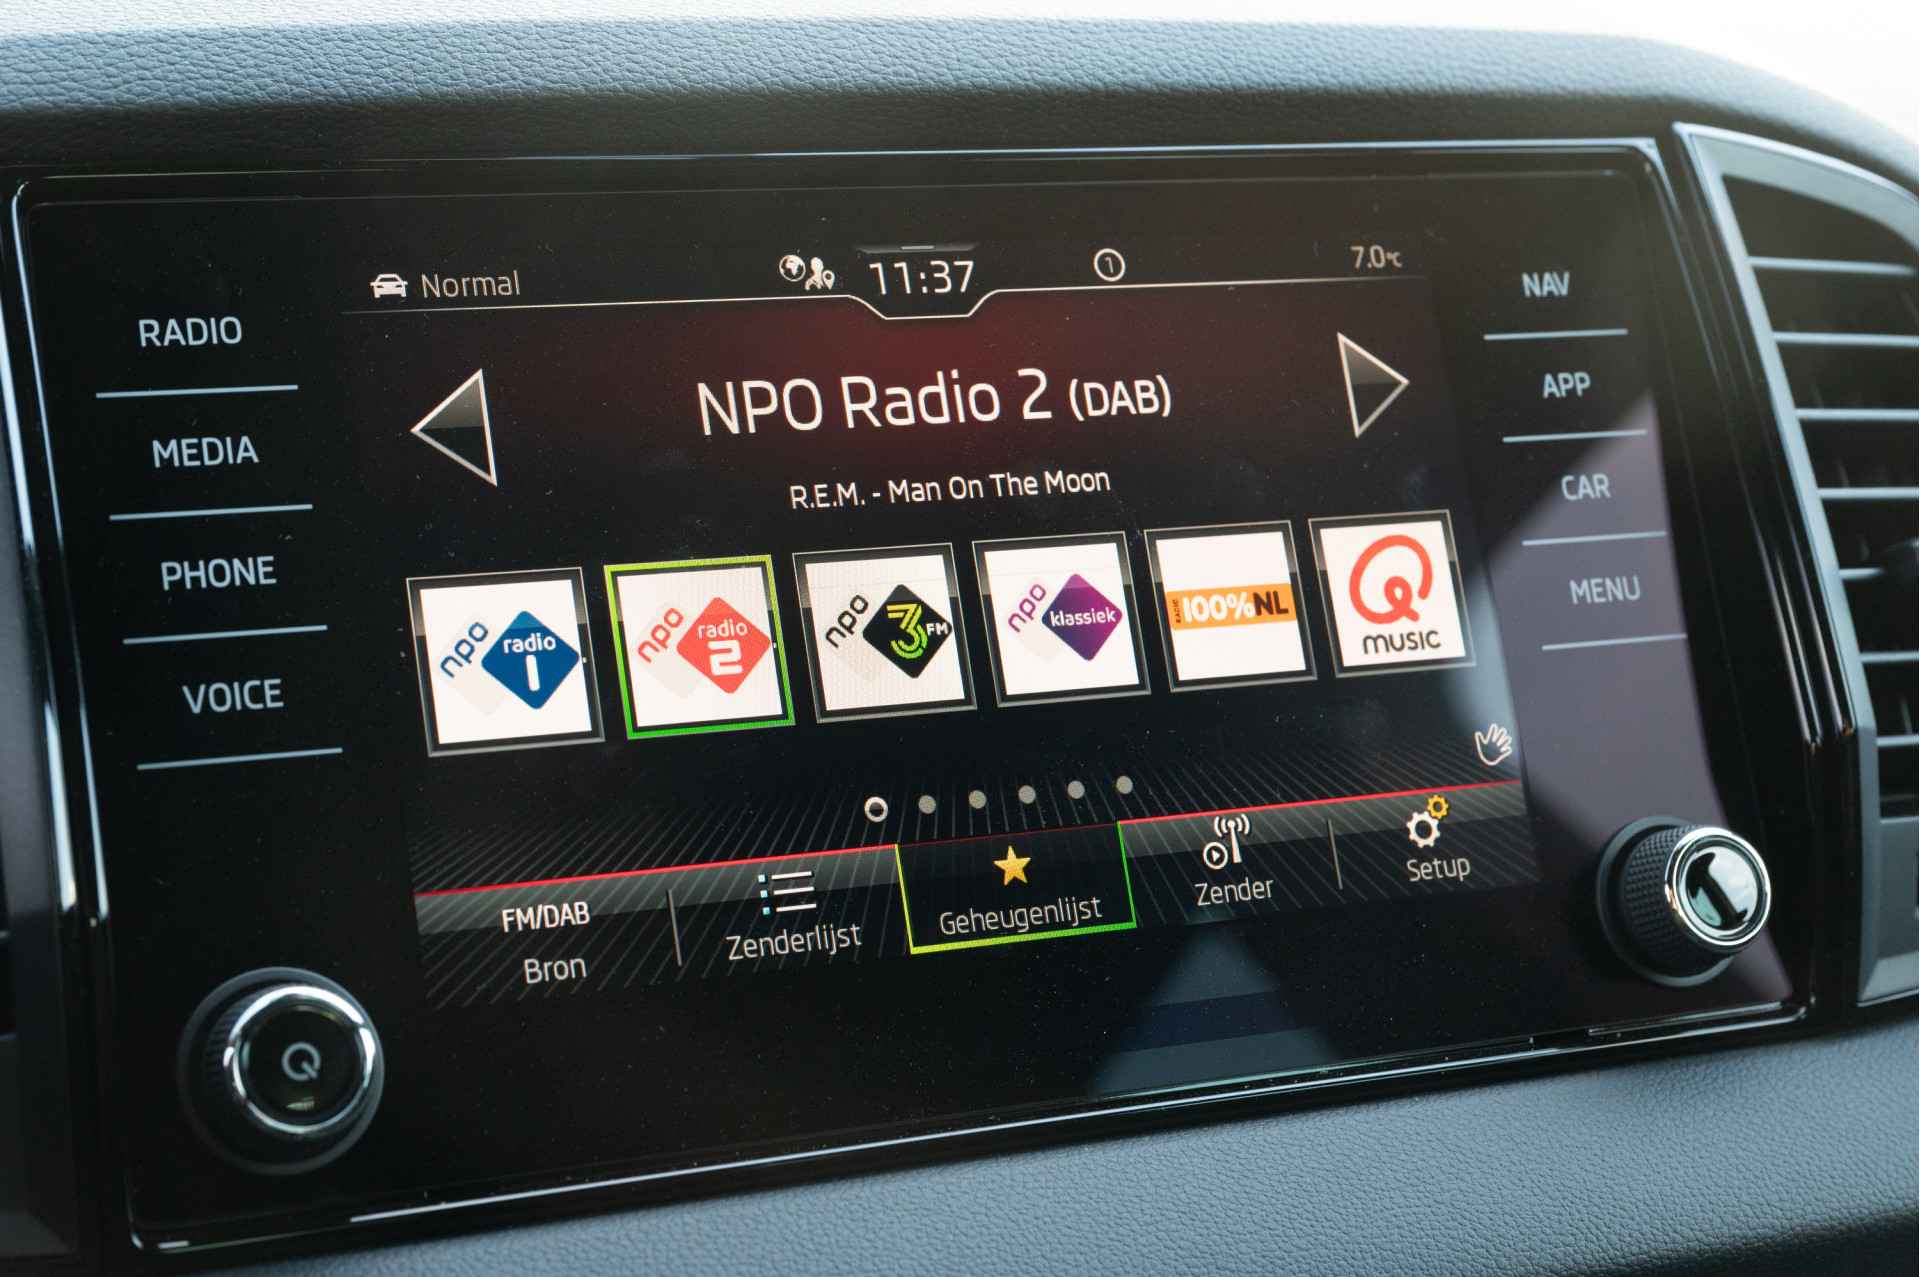 Normal
11:37
1
7.0°C
RADIO
MEDIA
PHONE
VOICE
NAV
APP
CAR
MENU
NPO Radio 2 (DAB)
R.E.M. - Man On The Moon
npo radio 1
npo radio 2
npo 3FM
npo klassiek
RADIO 100%NL
Q MUSIC
FM/DAB
Bron
Zenderlijst
Geheugenlijst
Zender
Setup